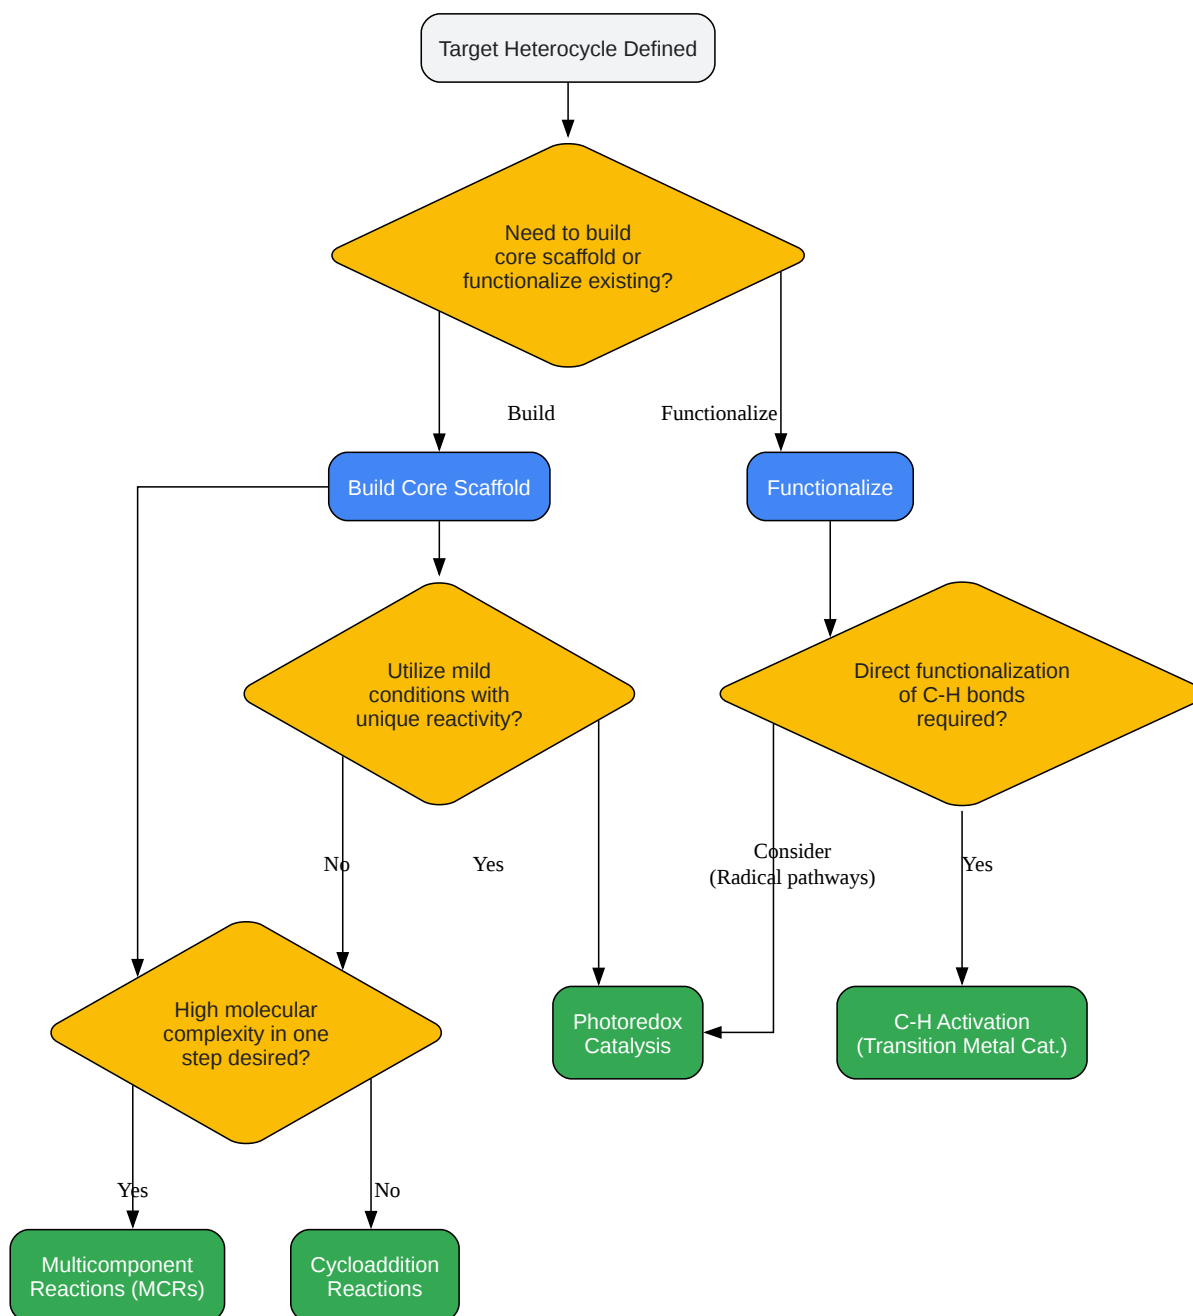 Target Heterocycle Defined
Need to build
core scaffold or
functionalize existing?
Build
Functionalize
Build Core Scaffold
Functionalize
Utilize mild
conditions with
unique reactivity?
Direct functionalization
of C-H bonds
required?
No
Yes
Consider
(Radical pathways)
Yes
High molecular
complexity in one
step desired?
Photoredox
Catalysis
C-H Activation
(Transition Metal Cat.)
Yes
No
Multicomponent
Reactions (MCRs)
Cycloaddition
Reactions